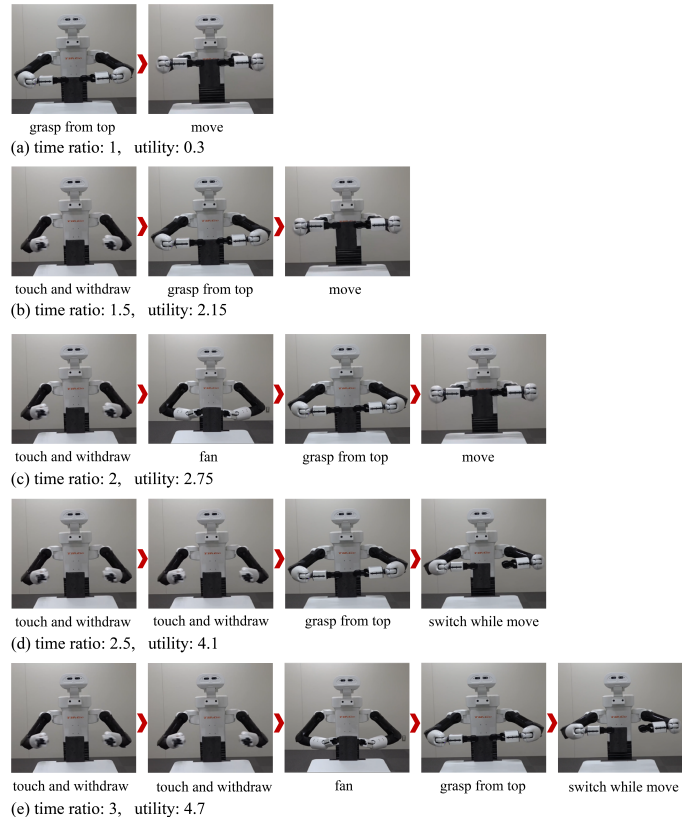 grasp from top move
(a) time ratio: 1, utility: 0.3
touch and withdraw grasp from top move
(b) time ratio: 1.5, utility: 2.15
touch and withdraw fan grasp from top move
(c) time ratio: 2, utility: 2.75
touch and withdraw touch and withdraw grasp from top switch while move
(d) time ratio: 2.5, utility: 4.1
touch and withdraw touch and withdraw fan grasp from top switch while move
(e) time ratio: 3, utility: 4.7